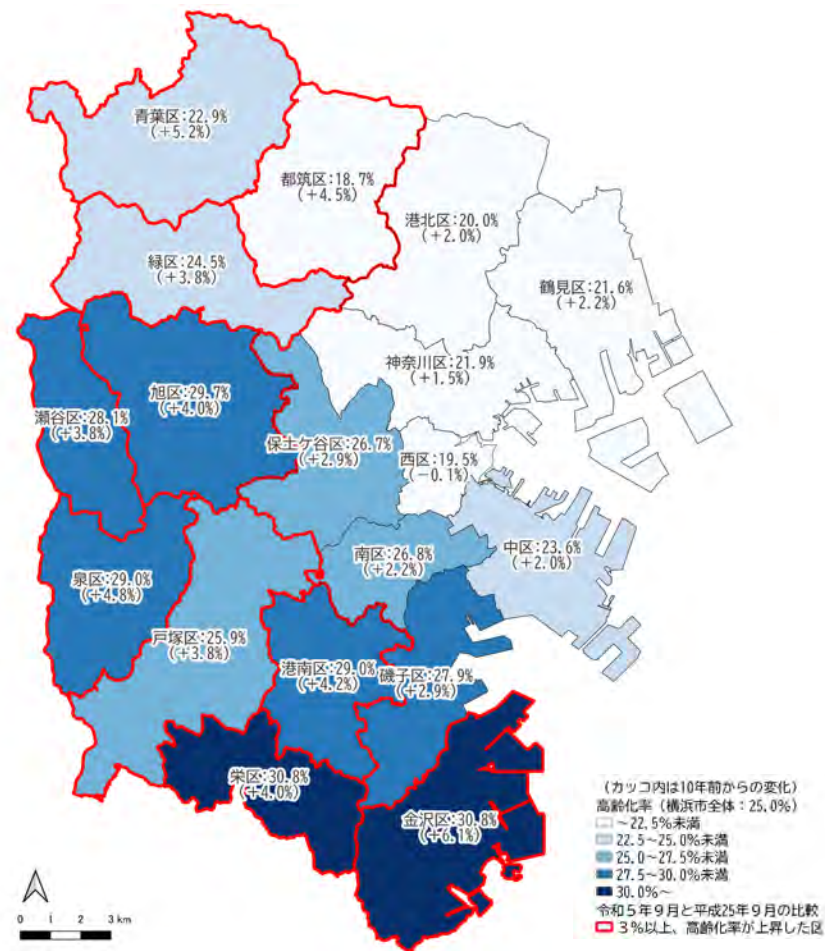 青葉区:22.9%
(+5.2%)
都筑区:18.7%
(+4.5%)
港北区:20.0%
(+2.0%)
緑区:24.5%
(+3.8%)
鶴見区:21.6%
(+2.2%)
神奈川区:21.9%
(+1.5%)
旭区:29.7%
(+4.0%)
瀬谷区:28.1%
(+3.8%)
保土ケ谷区:26.7%
(+2.9%)
西区:19.5%
(-0.1%)
中区:23.6%
(+2.0%)
南区:26.8%
(+2.2%)
泉区:29.0%
(+4.8%)
戸塚区:25.9%
(+3.8%)
港南区:29.0%
(+4.2%)
磯子区:27.9%
(+2.9%)
栄区:30.8%
(+4.0%)
金沢区:30.8%
(+6.1%)
(カッコ内は10年前からの変化)
高齢化率(横浜市全体:25.0%)
~22.5%未満
22.5~25.0%未満
25.0~27.5%未満
27.5~30.0%未満
30.0%~
令和5年9月と平成25年9月の比較
3%以上、高齢化率が上昇した区
0 1 2 3 km